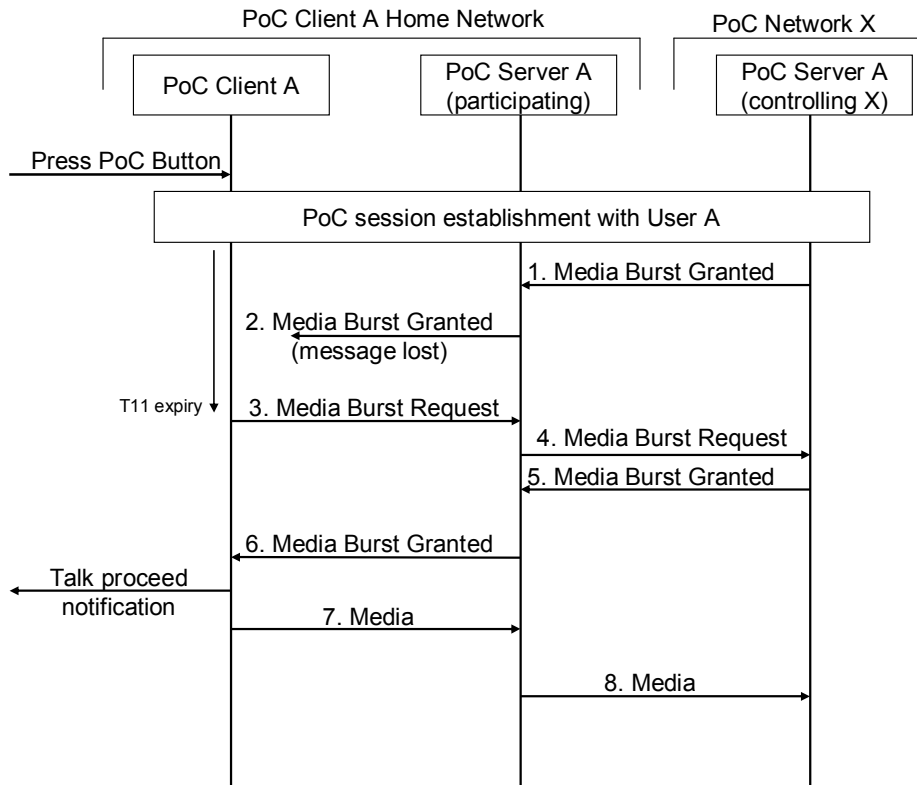 PoC Client A Home Network
PoC Network X
PoC Client A
PoC Server A
(participating)
PoC Server A
(controlling X)
Press PoC Button
PoC session establishment with User A
1. Media Burst Granted
2. Media Burst Granted
(message lost)
T11 expiry
3. Media Burst Request
4. Media Burst Request
5. Media Burst Granted
6. Media Burst Granted
Talk proceed
notification
7. Media
8. Media